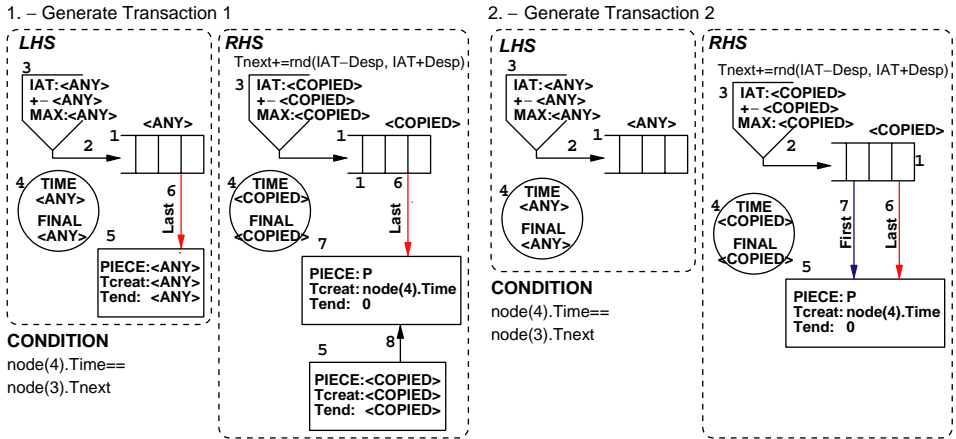 1. – Generate Transaction 1
LHS
3
IAT:<ANY>
+– <ANY>
MAX:<ANY>
2
<ANY>
1
4
TIME
<ANY>
FINAL
<ANY>
6
Last
5
PIECE:<ANY>
Tcreat:<ANY>
Tend: <ANY>
CONDITION
node(4).Time==
node(3).Tnext
RHS
Tnext+=rnd(IAT–Desp, IAT+Desp)
3
IAT:<COPIED>
+– <COPIED>
MAX:<COPIED>
2
1
<COPIED>
1
6
4
TIME
<COPIED>
FINAL
<COPIED>
Last
7
PIECE: P
Tcreat: node(4).Time
Tend: 0
8
5
PIECE:<COPIED>
Tcreat:<COPIED>
Tend: <COPIED>
2. – Generate Transaction 2
LHS
3
IAT:<ANY>
+– <ANY>
MAX:<ANY>
2
<ANY>
1
4
TIME
<ANY>
FINAL
<ANY>
CONDITION
node(4).Time==
node(3).Tnext
RHS
Tnext+=rnd(IAT–Desp, IAT+Desp)
3
IAT:<COPIED>
+– <COPIED>
MAX:<COPIED>
2
<COPIED>
1
4
TIME
<COPIED>
FINAL
<COPIED>
7
First
6
Last
5
PIECE: P
Tcreat: node(4).Time
Tend: 0